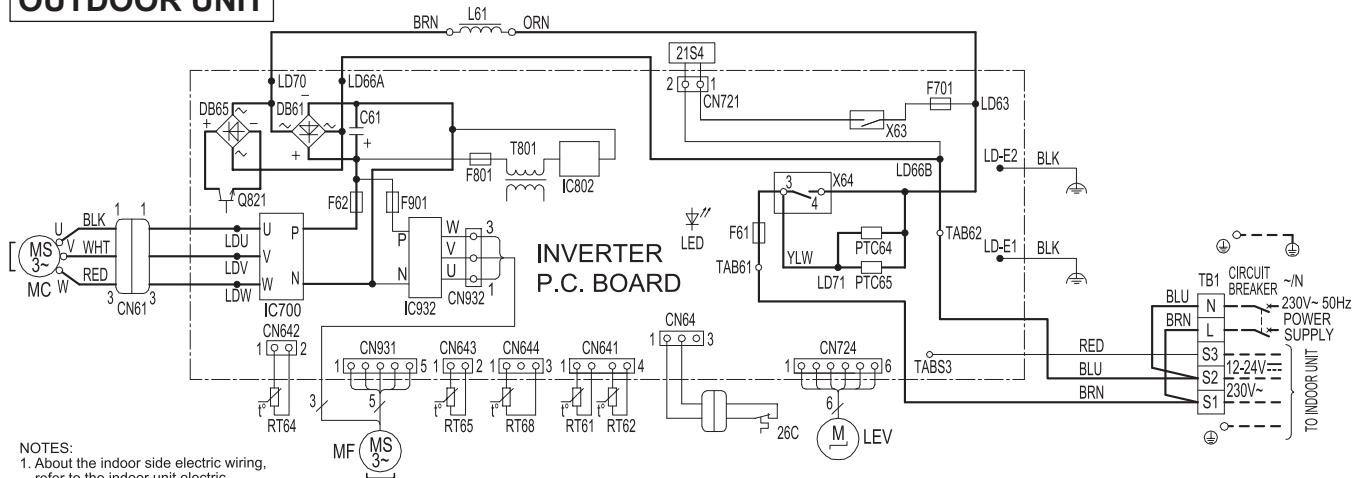 OUTDOOR UNIT
BRN L61 ORN
21S4
LD70 LD66A
2 1
CN721
F701
LD63
X63
DB65 DB61
C61
+ − ~
T801
F801
IC802
Q821
F62 F901
LD66B
LD-E2 BLK
3 X64
4
LED
F61
PTC64
YLW
PTC65
LD71
TAB61
TAB62
LD-E1 BLK
INVERTER
P.C. BOARD
U BLK 1 1
V WHT
W RED 3 3
MS
3~
MC
CN61
LDU
LDV
LDW
U P
V
W N
IC700
P W 3
V
N U 1
IC932 CN932
TB1 CIRCUIT
BREAKER ~/N
BLU N 230V~ 50Hz
POWER
BRN L SUPPLY
RED S3
12-24V⎓
BLU S2
230V~
BRN S1
TO INDOOR UNIT
TABS3
CN642
1 2
CN931
1 5
CN643
1 2
CN644
1 3
CN641
1 4
CN64
1 3
CN724
1 6
t° RT64
3
5
t° RT65
t° RT68
t° RT61
t° RT62
26C
6
M LEV
MF MS
3~
NOTES:
1. About the indoor side electric wiring,
refer to the indoor unit electric